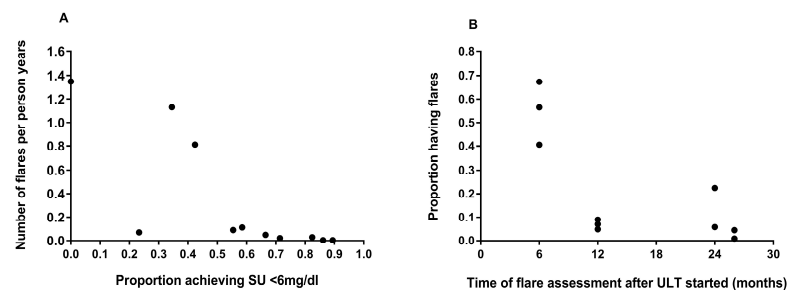 A
Number of flares per person years
1.6
1.4
1.2
1.0
0.8
0.6
0.4
0.2
0.0
0.0 0.1 0.2 0.3 0.4 0.5 0.6 0.7 0.8 0.9 1.0
Proportion achieving SU <6mg/dl
B
Proportion having flares
0.8
0.7
0.6
0.5
0.4
0.3
0.2
0.1
0.0
0 6 12 18 24 30
Time of flare assessment after ULT started (months)